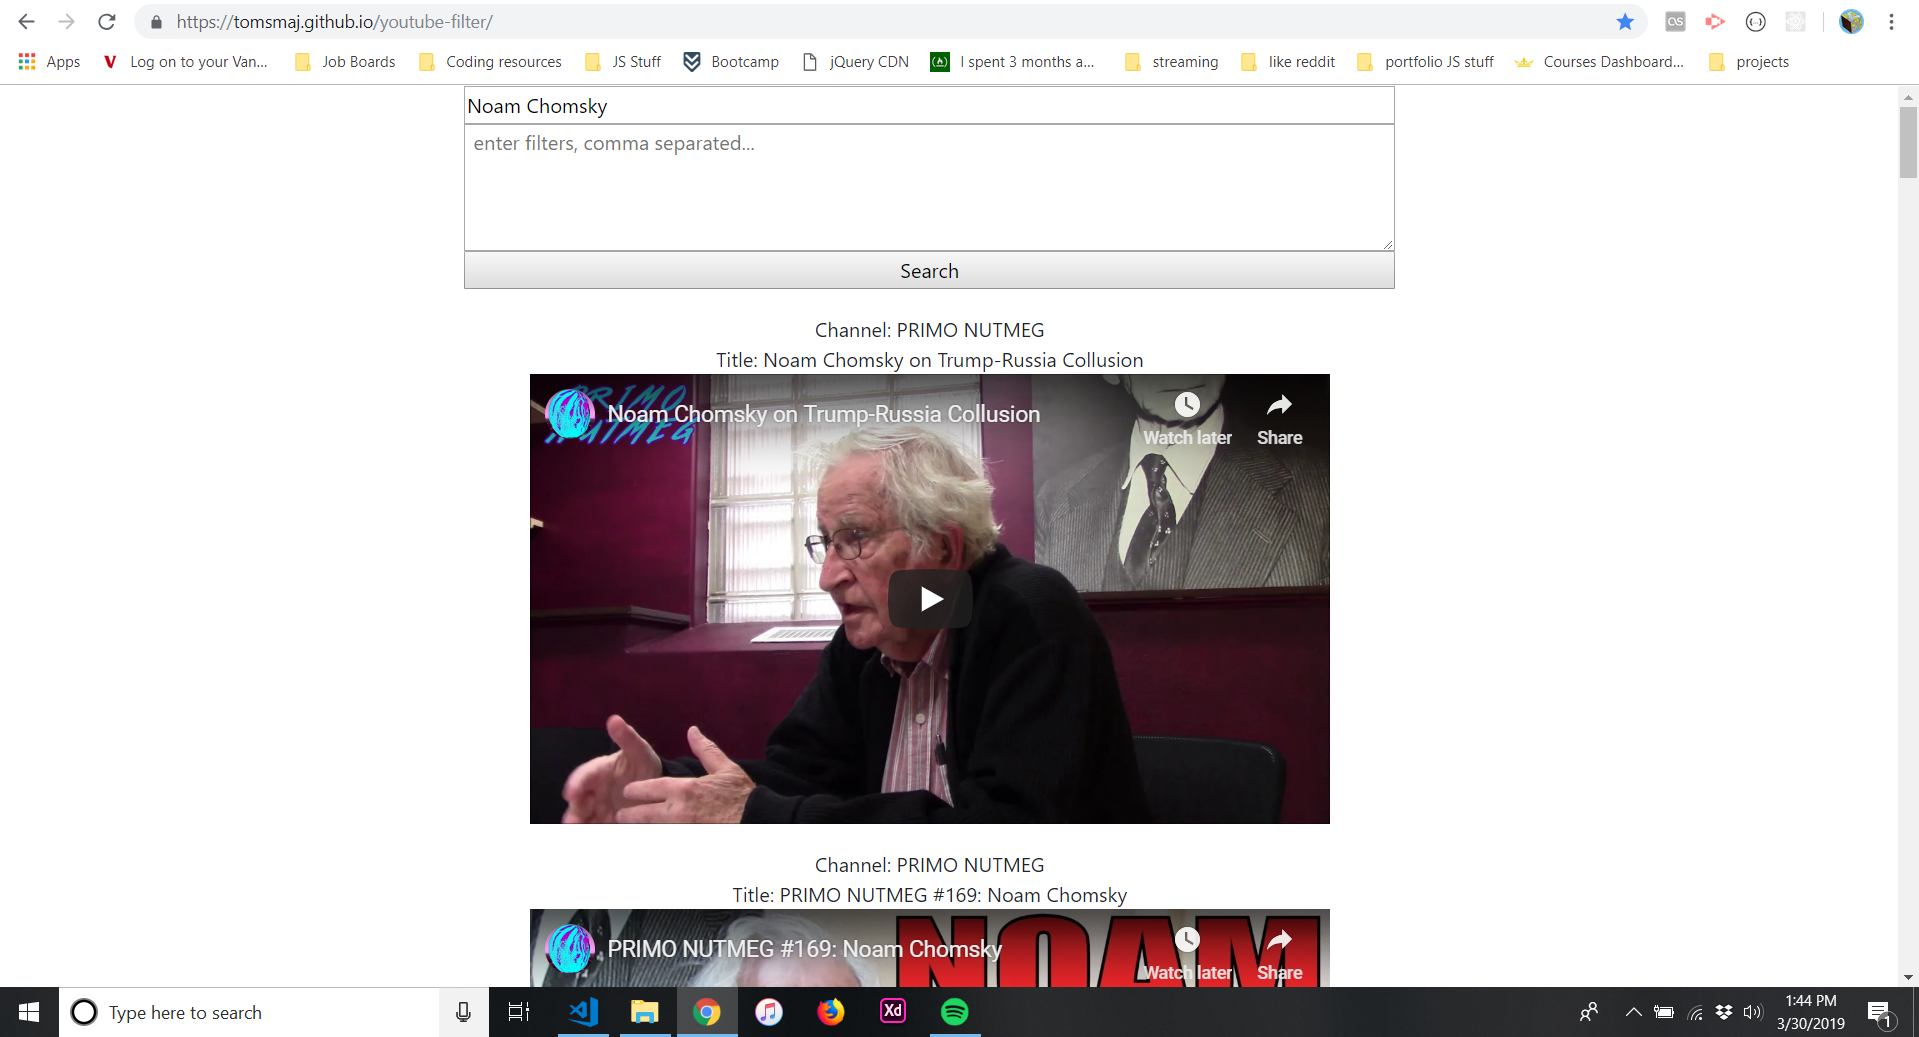 https://tomsmaj.github.io/youtube-filter/
Apps
V Log on to your Van...
Job Boards
Coding resources
JS Stuff
Bootcamp
jQuery CDN
I spent 3 months a...
streaming
like reddit
portfolio JS stuff
Courses Dashboard...
projects
Noam Chomsky
enter filters, comma separated...
Search
Channel: PRIMO NUTMEG
Title: Noam Chomsky on Trump-Russia Collusion
PRIMO
NUTMEG
Noam Chomsky on Trump-Russia Collusion
Watch later
Share
Channel: PRIMO NUTMEG
Title: PRIMO NUTMEG #169: Noam Chomsky
PRIMO NUTMEG #169: Noam Chomsky
NOAM
Watch later
Share
Type here to search
Xd
1:44 PM
3/30/2019
1